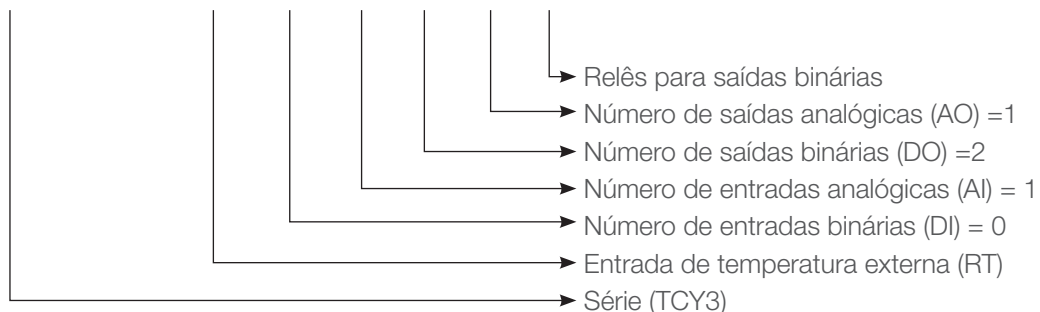 Relês para saídas binárias
Número de saídas analógicas (AO) =1
Número de saídas binárias (DO) =2
Número de entradas analógicas (AI) = 1
Número de entradas binárias (DI) = 0
Entrada de temperatura externa (RT)
Série (TCY3)